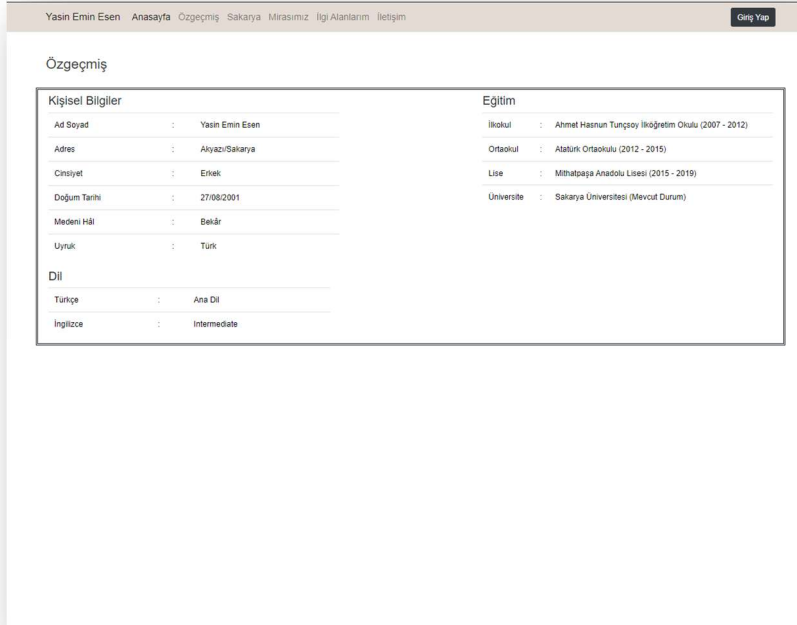 Yasin Emin Esen Anasayfa Özgeçmiş Sakarya Mirasımız İlgi Alanlarım İletişim Giriş Yap
Özgeçmiş
Kişisel Bilgiler
Ad Soyad : Yasin Emin Esen
Adres : Akyazı/Sakarya
Cinsiyet : Erkek
Doğum Tarihi : 27/08/2001
Medeni Hâl : Bekâr
Uyruk : Türk
Dil
Türkçe : Ana Dil
İngilizce : Intermediate
Eğitim
İlkokul : Ahmet Hasnun Tunçsoy İlköğretim Okulu (2007 - 2012)
Ortaokul : Atatürk Ortaokulu (2012 - 2015)
Lise : Mithatpaşa Anadolu Lisesi (2015 - 2019)
Üniversite : Sakarya Üniversitesi (Mevcut Durum)